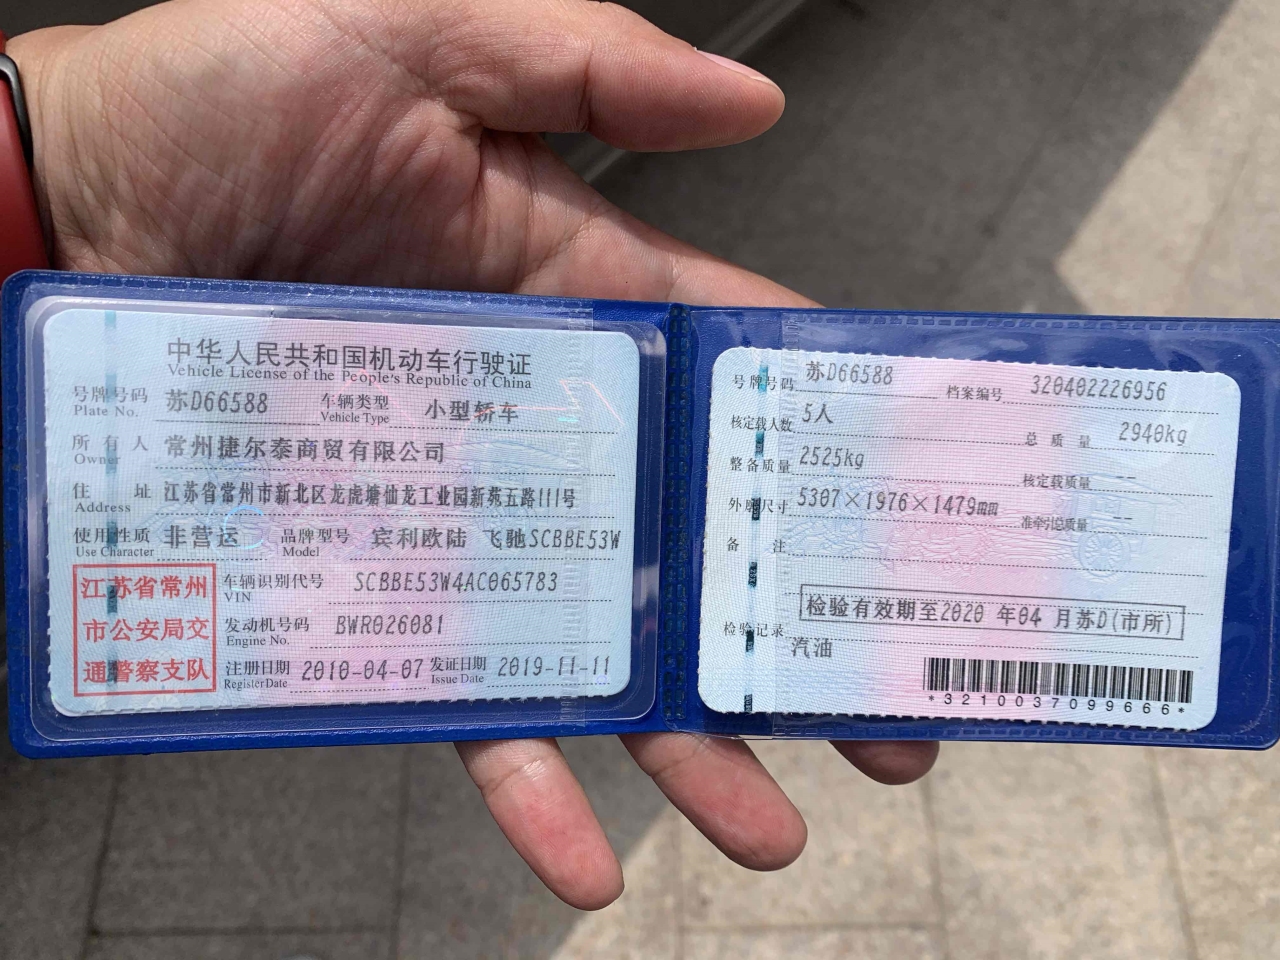 中华人民共和国机动车行驶证
Vehicle License of the People's Republic of China
号牌号码 苏D66588 车辆类型 小型轿车
Plate No. Vehicle Type
所有人 常州捷尔泰商贸有限公司
Owner
住址 江苏省常州市新北区龙虎塘仙龙工业园新苑五路111号
Address
使用性质 非营运 品牌型号 宾利欧陆 飞驰SCBBE53W
Use Character Model
江苏省常州
市公安局交
通警察支队
车辆识别代号 SCBBE53W4AC065783
VIN
发动机号码 BWR026081
Engine No.
注册日期 2010-04-07 发证日期 2019-11-11
Register Date Issue Date
号牌号码 苏D66588 档案编号 320402226956
核定载人数 5人 总质量 2940kg
整备质量 2525kg 核定载质量 --
外廓尺寸 5307×1976×1479mm 准牵引总质量 --
备注
检验有效期至2020 年04 月苏D(市所)
检验记录
汽油
*3210037099666*